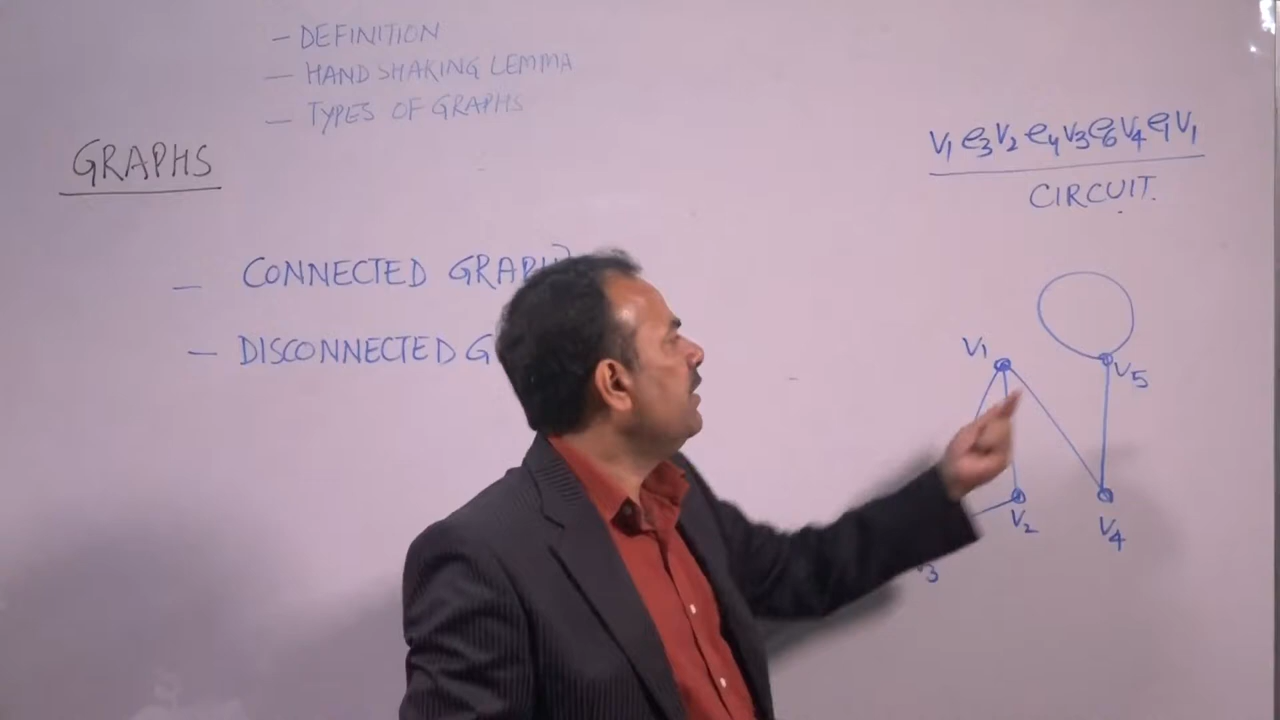 - DEFINITION
- HAND SHAKING LEMMA
- TYPES OF GRAPHS
GRAPHS
V1 e3 V2 e4 V3 e6 V4 e1 V1
CIRCUIT.
- CONNECTED
- DISCONNECTED
V1
V5
V2
V4